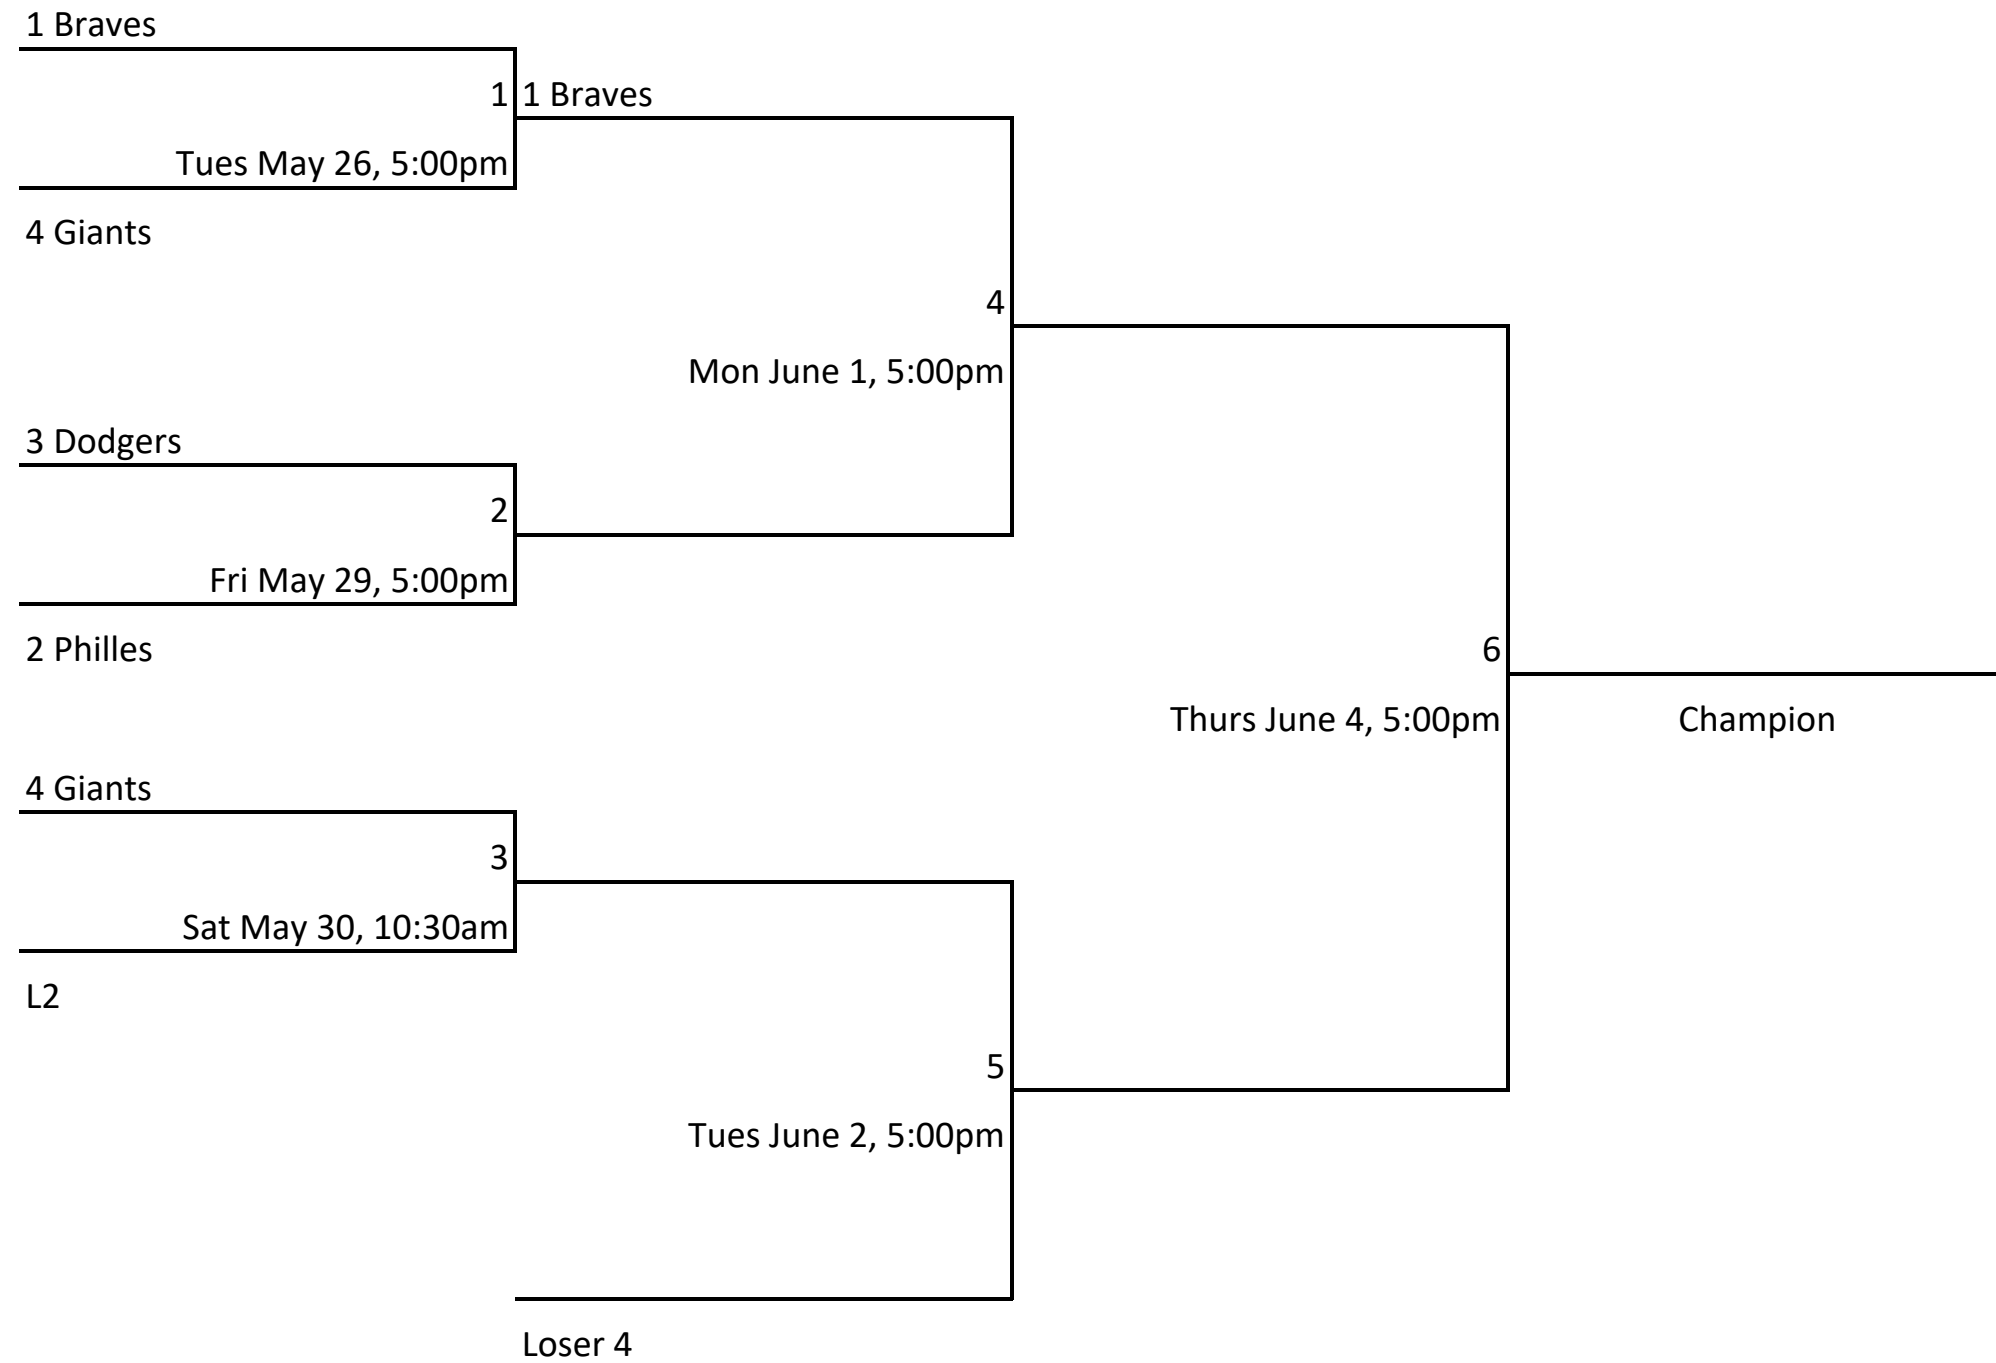 1 Braves
1
1 Braves
Tues May 26, 5:00pm
4 Giants
4
Mon June 1, 5:00pm
3 Dodgers
2
Fri May 29, 5:00pm
2 Philles
6
Thurs June 4, 5:00pm
Champion
4 Giants
3
Sat May 30, 10:30am
L2
5
Tues June 2, 5:00pm
Loser 4